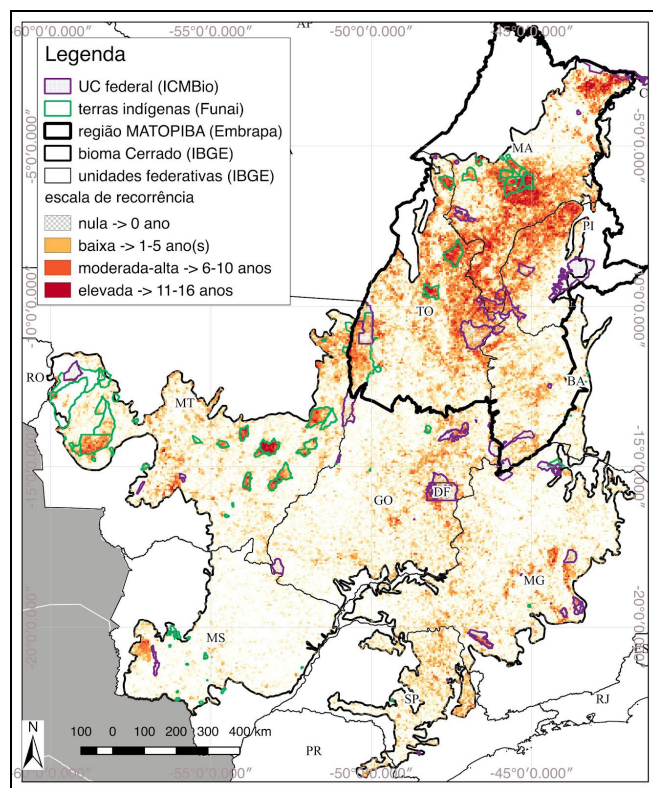 AP
-60°0'0.000″
-55°0'0.000″
-50°0'0.000″
-45°0'0.000″
Legenda
UC federal (ICMBio)
terras indígenas (Funai)
região MATOPIBA (Embrapa)
bioma Cerrado (IBGE)
unidades federativas (IBGE)
escala de recorrência
nula -> 0 ano
baixa -> 1-5 ano(s)
moderada-alta -> 6-10 anos
elevada -> 11-16 anos
-5°0'0.000″
-5°0'0.000″
MA
PI
TO
-10°0'0.000″
-10°0'0.000″
RO
MT
BA
-15°0'0.000″
-15°0'0.000″
GO
DF
MG
-20°0'0.000″
-20°0'0.000″
MS
SP
RJ
PR
N
100 0 100 200 300 400 km
-60°0'0.000″
-55°0'0.000″
-50°0'0.000″
-45°0'0.000″